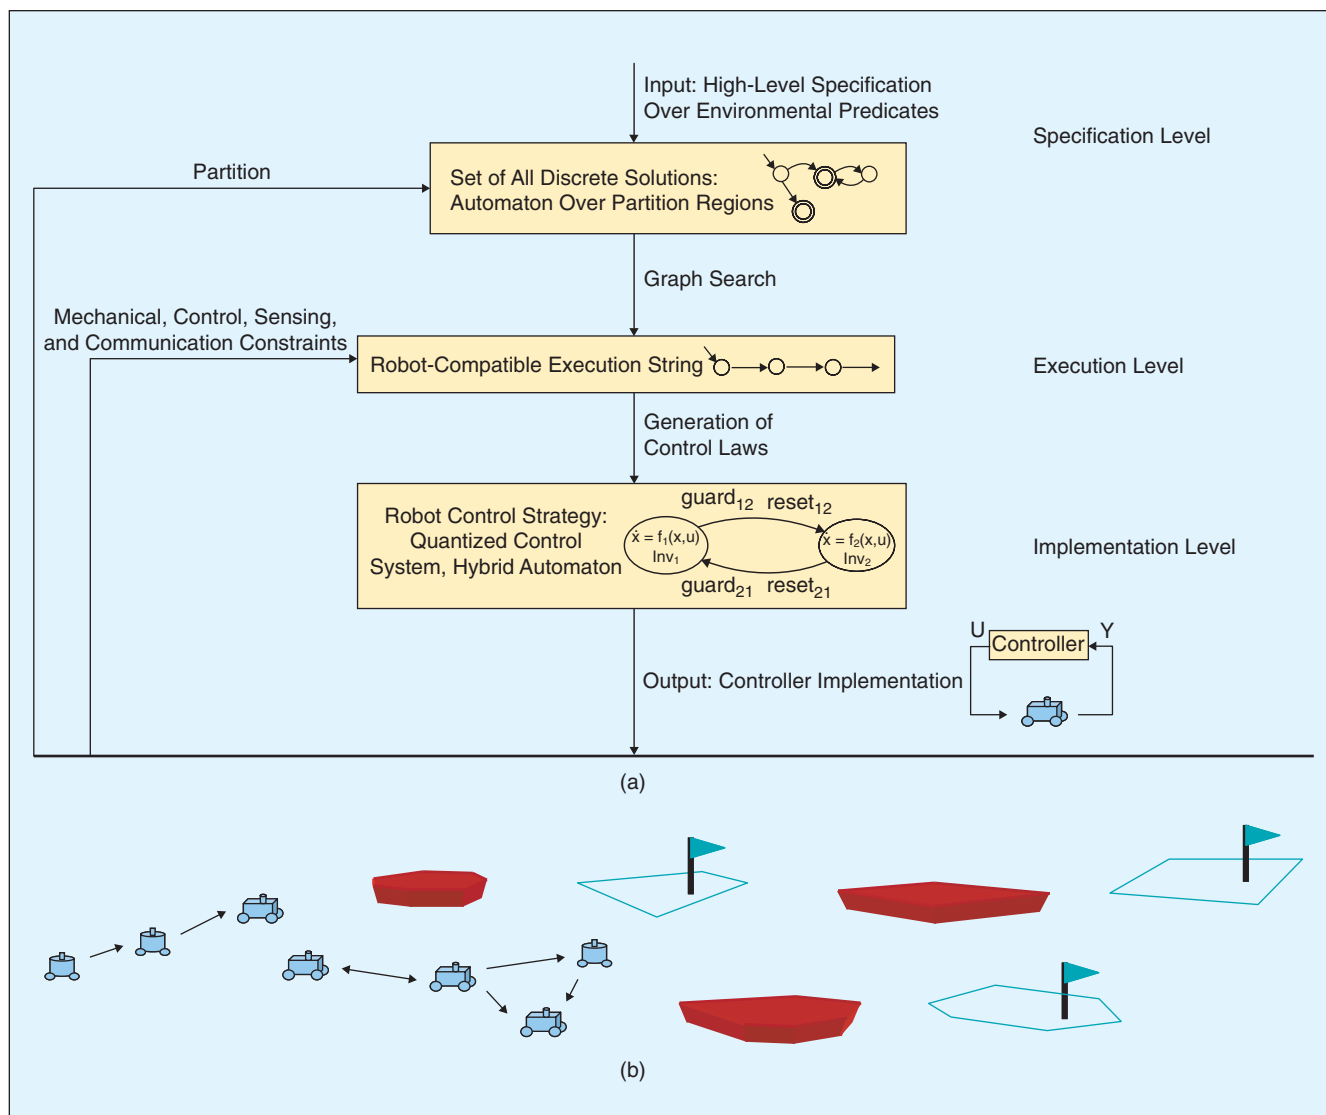 Input: High-Level Specification
Over Environmental Predicates
Specification Level
Partition
Set of All Discrete Solutions:
Automaton Over Partition Regions
Graph Search
Mechanical, Control, Sensing,
and Communication Constraints
Robot-Compatible Execution String
Execution Level
Generation of
Control Laws
guard12 reset12
Robot Control Strategy:
Quantized Control
System, Hybrid Automaton
ẋ = f1(x,u)
Inv1
ẋ = f2(x,u)
Inv2
guard21 reset21
Implementation Level
U
Y
Controller
Output: Controller Implementation
(a)
(b)